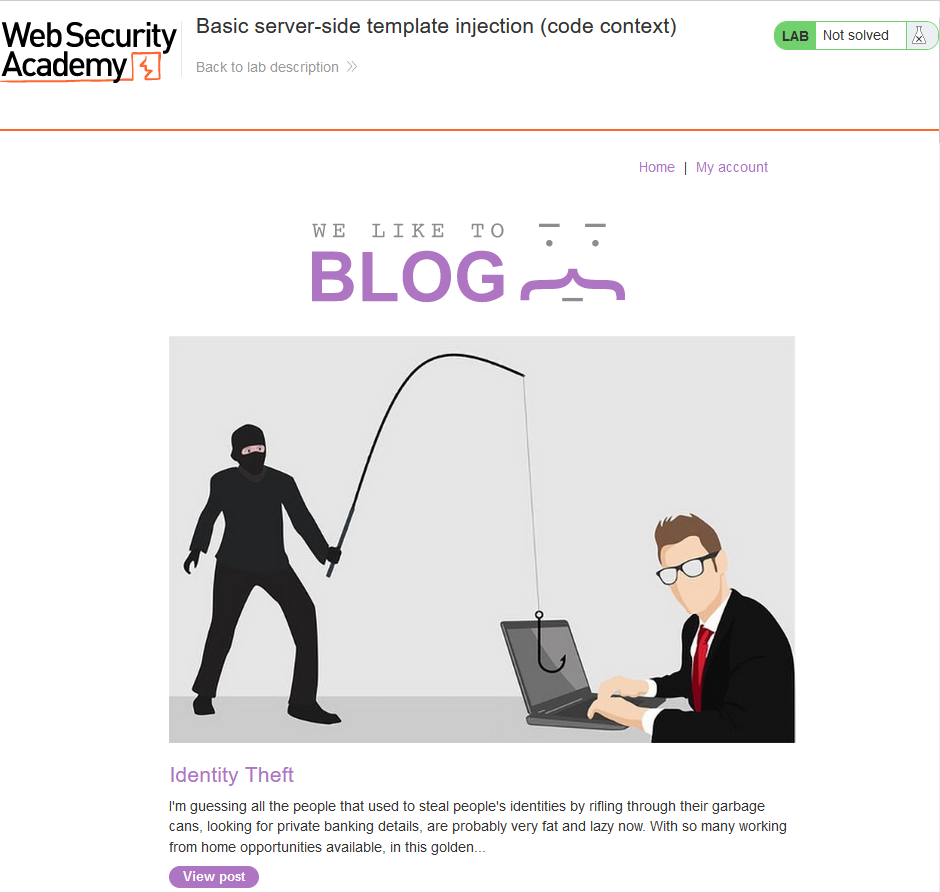 Web Security
Academy
Basic server-side template injection (code context)
Back to lab description
LAB Not solved
Home | My account
WE LIKE TO
BLOG
Identity Theft
I'm guessing all the people that used to steal people's identities by rifling through their garbage
cans, looking for private banking details, are probably very fat and lazy now. With so many working
from home opportunities available, in this golden...
View post